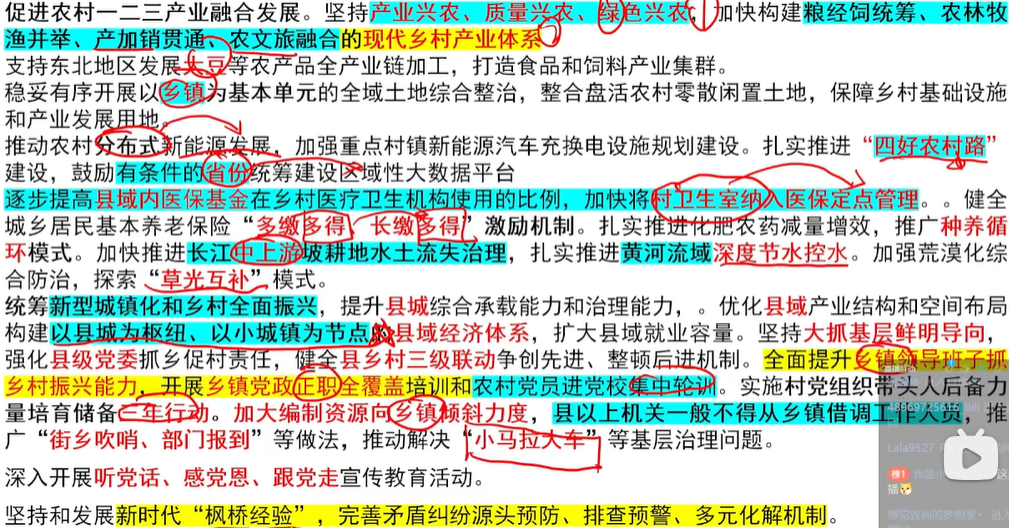 促进农村一二三产业融合发展。坚持产业兴农、质量兴农、绿色兴农，加快构建粮经饲统筹、农林牧
渔并举、产加销贯通、农文旅融合的现代乡村产业体系。
支持东北地区发展大豆等农产品全产业链加工，打造食品和饲料产业集群。
稳妥有序开展以乡镇为基本单元的全域土地综合整治，整合盘活农村零散闲置土地，保障乡村基础设施
和产业发展用地。
推动农村分布式新能源发展，加强重点村镇新能源汽车充换电设施规划建设。扎实推进“四好农村路”
建设，鼓励有条件的省份统筹建设区域性大数据平台
逐步提高县域内医保基金在乡村医疗卫生机构使用的比例，加快将村卫生室纳入医保定点管理。。健全
城乡居民基本养老保险“多缴多得、长缴多得”激励机制。扎实推进化肥农药减量增效，推广种养循
环模式。加快推进长江中上游坡耕地水土流失治理，扎实推进黄河流域深度节水控水。加强荒漠化综
合防治，探索“草光互补”模式。
统筹新型城镇化和乡村全面振兴，提升县城综合承载能力和治理能力，。优化县域产业结构和空间布局
构建以县城为枢纽、以小城镇为节点的县域经济体系，扩大县域就业容量。坚持大抓基层鲜明导向，
强化县级党委抓乡促村责任，健全县乡村三级联动争创先进、整顿后进机制。全面提升乡镇领导班子抓
乡村振兴能力，开展乡镇党政正职全覆盖培训和农村党员进党校集中轮训。实施村党组织带头人后备力
量培育储备三年行动。加大编制资源向乡镇倾斜力度，县以上机关一般不得从乡镇借调工作人员，推
广“街乡吹哨、部门报到”等做法，推动解决“小马拉大车”等基层治理问题。
深入开展听党话、感党恩、跟党走宣传教育活动。
坚持和发展新时代“枫桥经验”，完善矛盾纠纷源头预防、排查预警、多元化解机制。